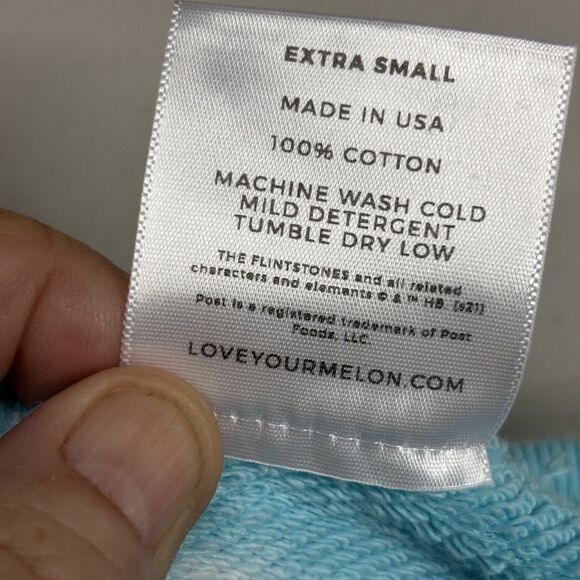 EXTRA SMALL
MADE IN USA
100% COTTON
MACHINE WASH COLD
MILD DETERGENT
TUMBLE DRY LOW
THE FLINTSTONES and all related
characters and elements © & ™ HB. (s21)
Post is a registered trademark of Post
Foods, LLC.
LOVEYOURMELON.COM